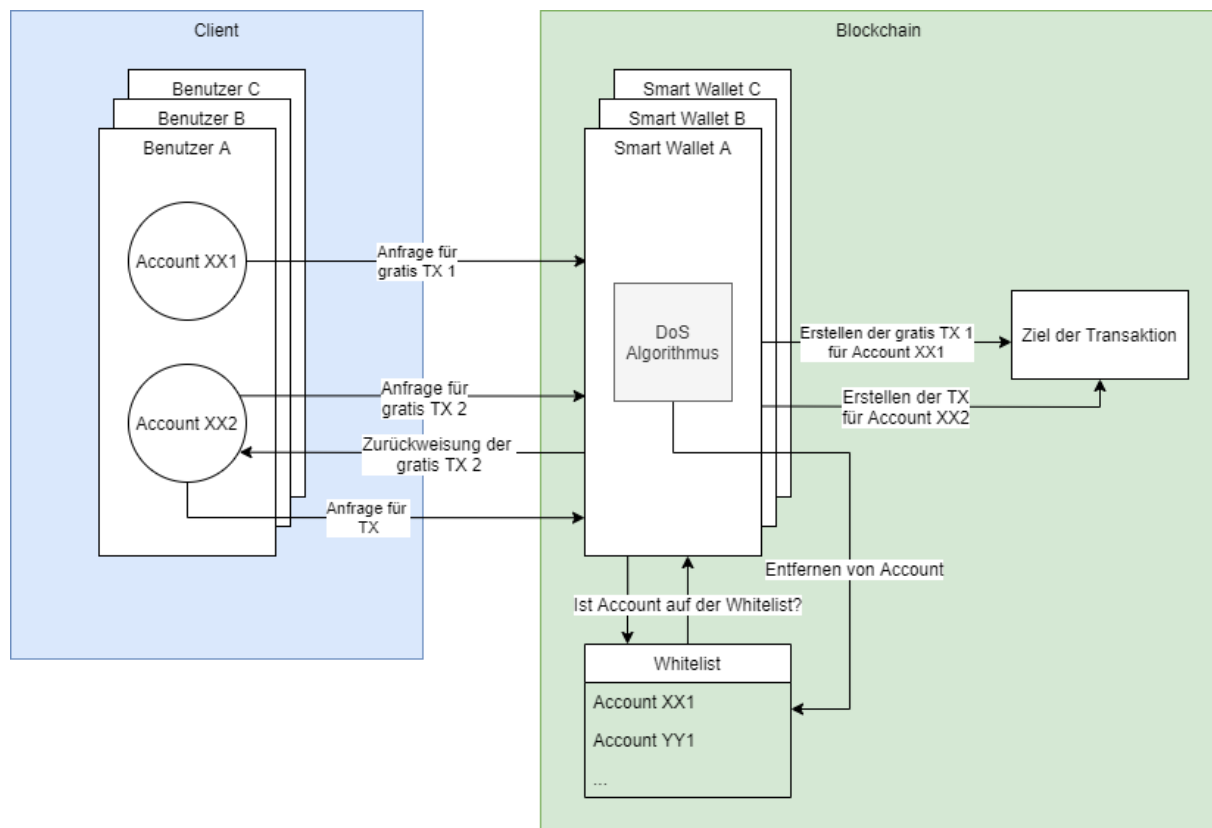 Client
Blockchain
Benutzer C
Benutzer B
Benutzer A
Smart Wallet C
Smart Wallet B
Smart Wallet A
Account XX1
Anfrage für
gratis TX 1
DoS
Algorithmus
Erstellen der gratis TX 1
für Account XX1
Ziel der Transaktion
Account XX2
Anfrage für
gratis TX 2
Erstellen der TX
für Account XX2
Zurückweisung der
gratis TX 2
Anfrage für
TX
Entfernen von Account
Ist Account auf der Whitelist?
Whitelist
Account XX1
Account YY1
...